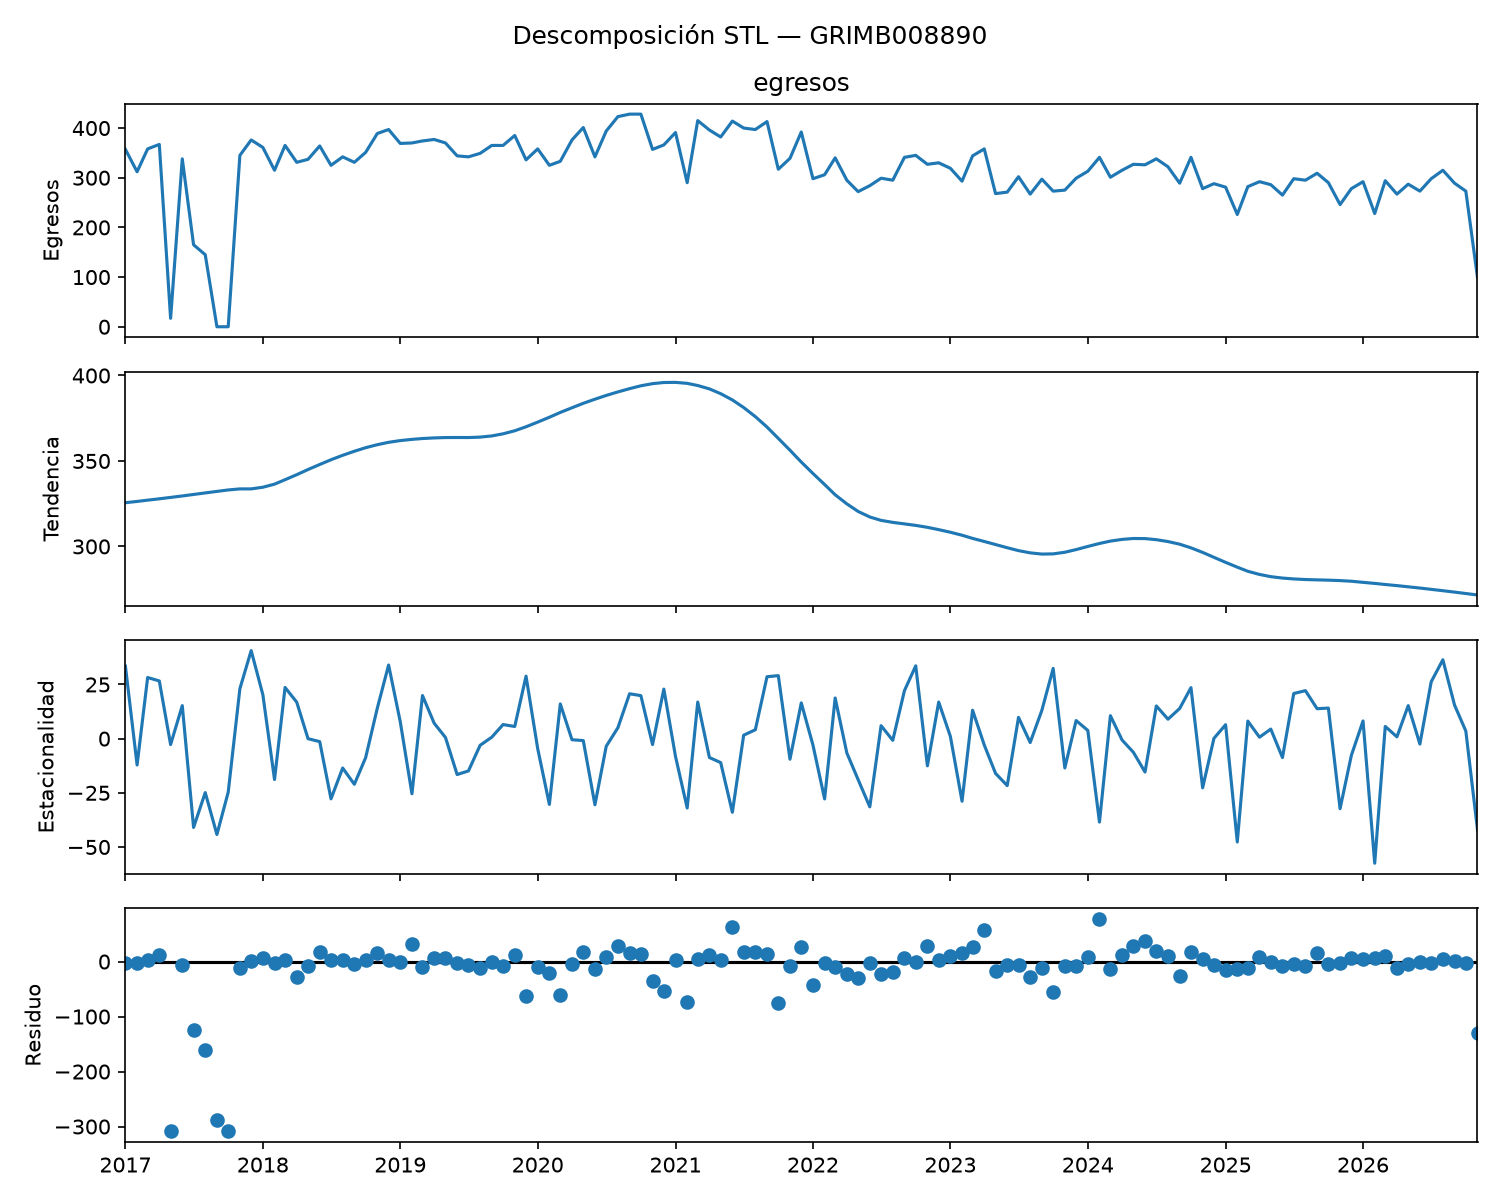 Descomposición STL — GRIMB008890
egresos
Egresos
400
300
200
100
0
Tendencia
400
350
300
Estacionalidad
25
0
−25
−50
Residuo
0
−100
−200
−300
2017 2018 2019 2020 2021 2022 2023 2024 2025 2026